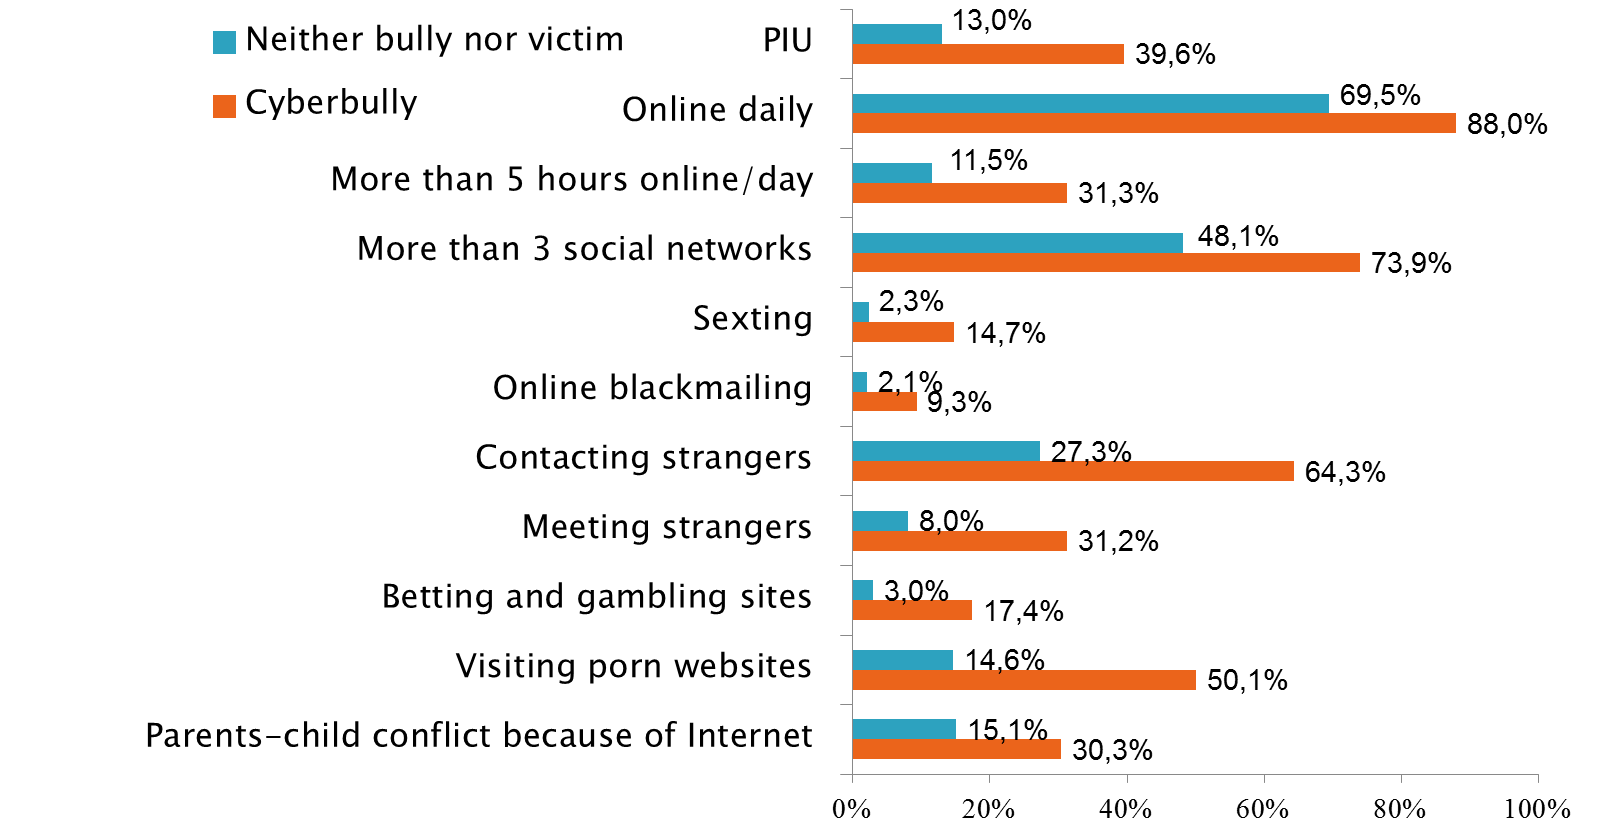 Neither bully nor victim
Cyberbully
PIU
13,0%
39,6%
Online daily
69,5%
88,0%
More than 5 hours online/day
11,5%
31,3%
More than 3 social networks
48,1%
73,9%
Sexting
2,3%
14,7%
Online blackmailing
2,1%
9,3%
Contacting strangers
27,3%
64,3%
Meeting strangers
8,0%
31,2%
Betting and gambling sites
3,0%
17,4%
Visiting porn websites
14,6%
50,1%
Parents-child conflict because of Internet
15,1%
30,3%
0% 20% 40% 60% 80% 100%